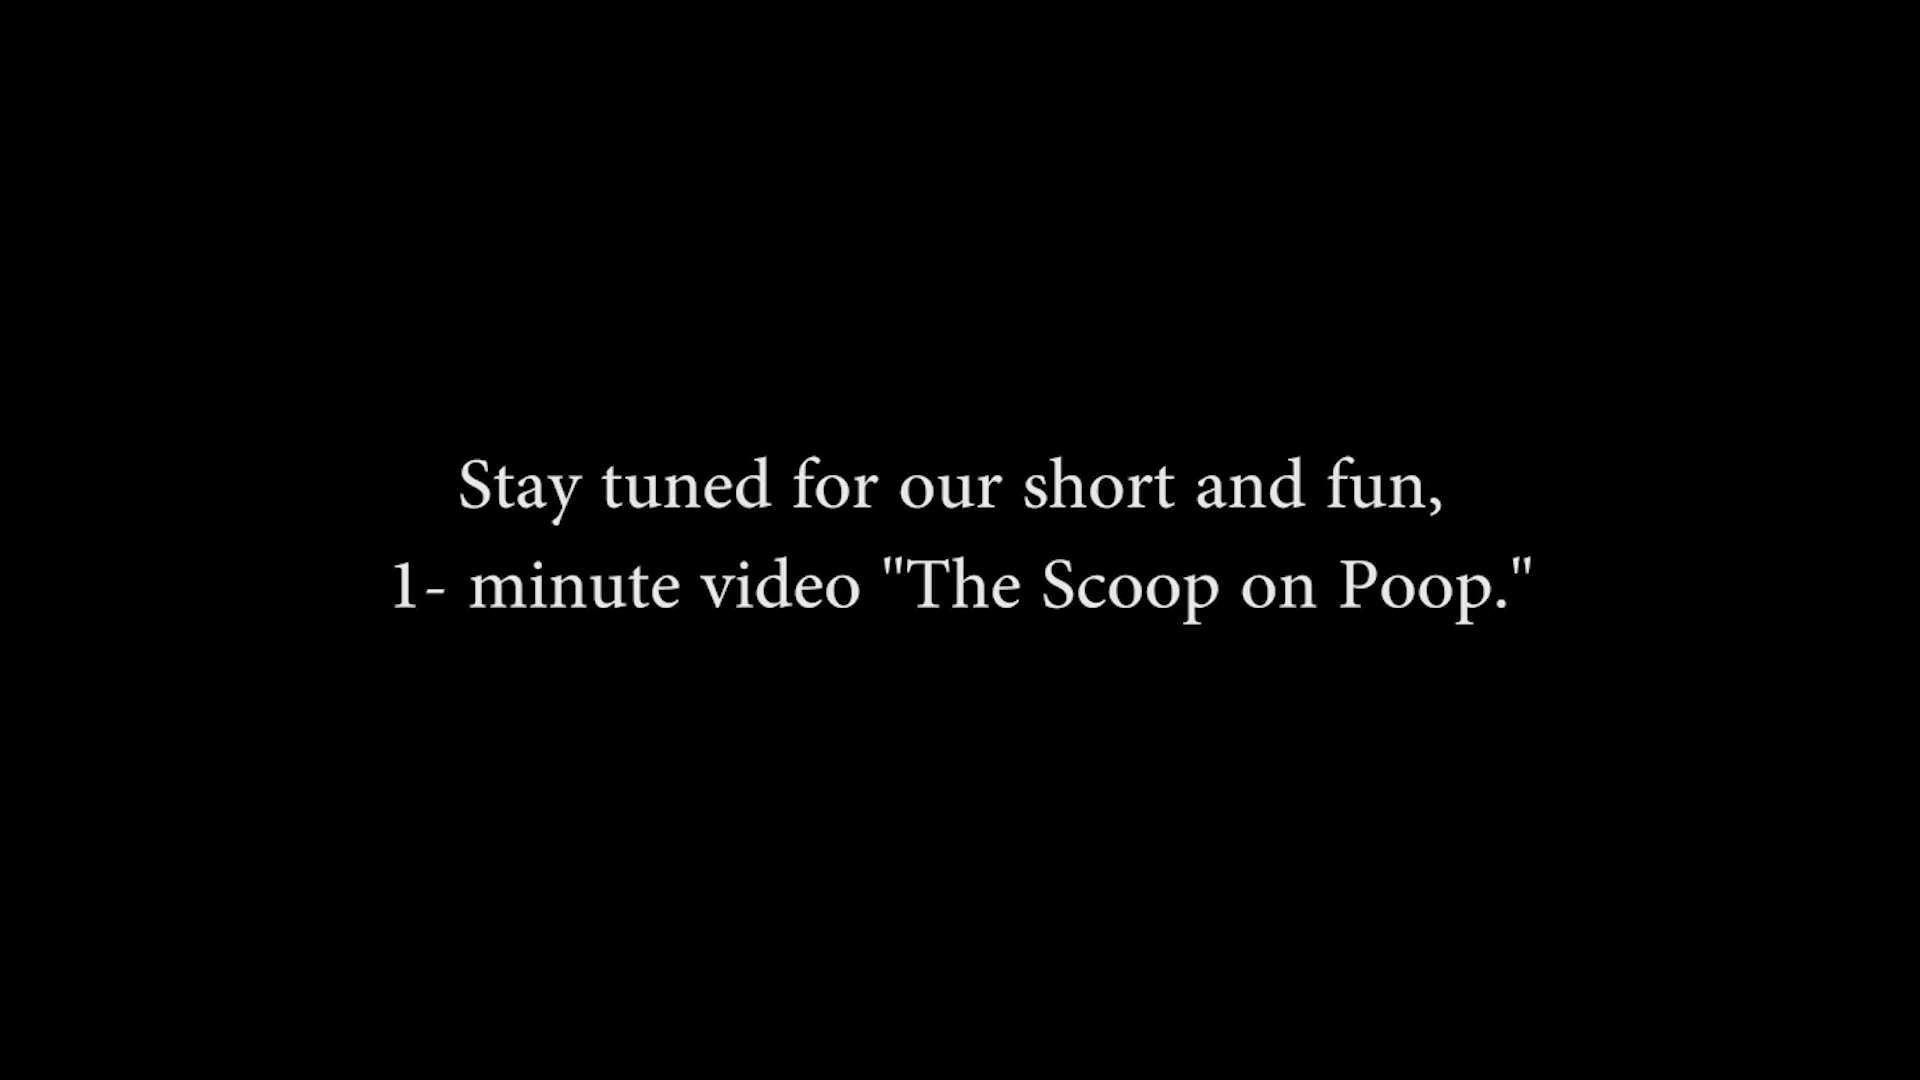 Stay tuned for our short and fun,
1- minute video "The Scoop on Poop."